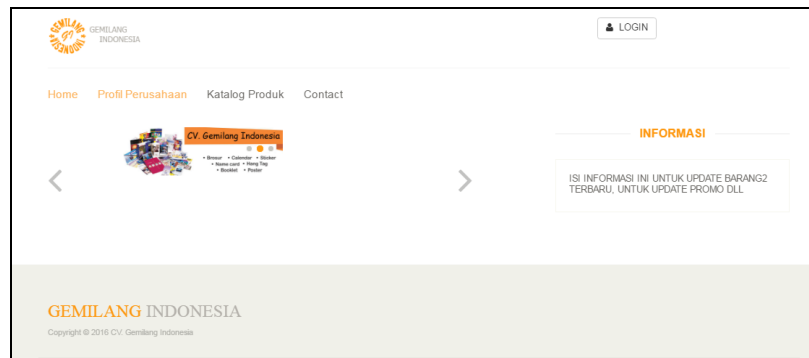 GEMILANG
INDONESIA
GEMILANG
INDONESIA
LOGIN
Home Profil Perusahaan Katalog Produk Contact
CV. Gemilang Indonesia
• Brosur • Calendar • Sticker
• Name card • Hang Tag
• Booklet • Poster
INFORMASI
ISI INFORMASI INI UNTUK UPDATE BARANG2
TERBARU, UNTUK UPDATE PROMO DLL
GEMILANG INDONESIA
Copyright © 2016 CV. Gemilang Indonesia